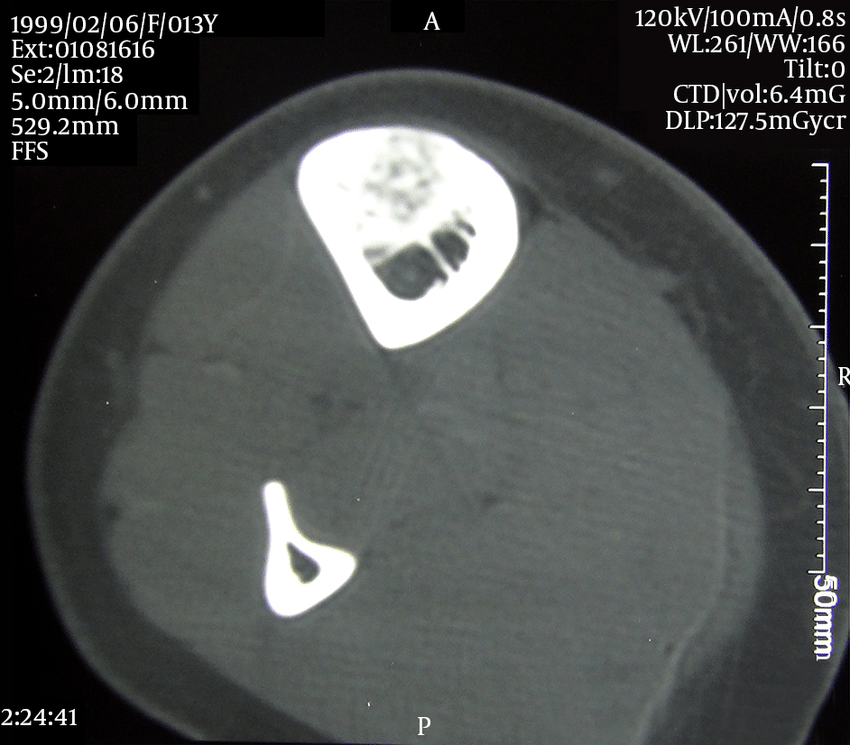 1999/02/06/F/013Y
Ext:01081616
Se:2/lm:18
5.0mm/6.0mm
529.2mm
FFS
A
120kV/100mA/0.8s
WL:261/WW:166
Tilt:0
CTD|vol:6.4mG
DLP:127.5mGycr
R
50mm
2:24:41
P